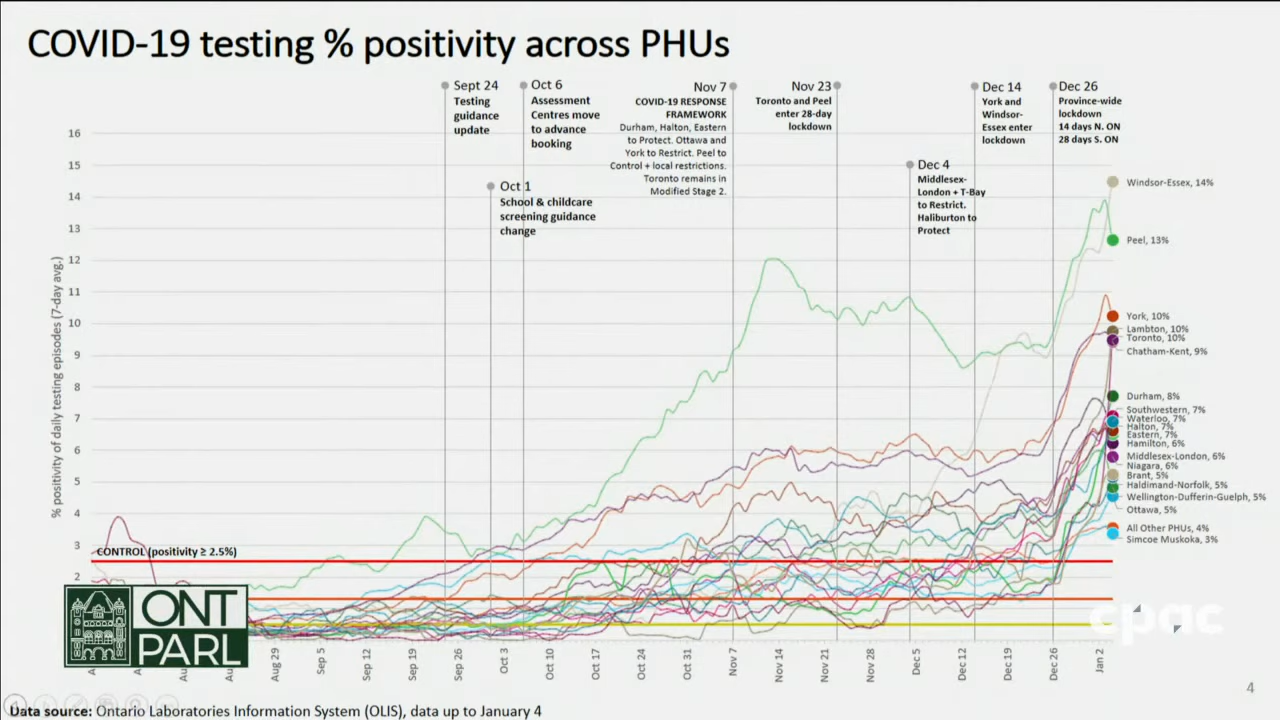 COVID-19 testing % positivity across PHUs
Sept 24
Testing
guidance
update
Oct 6
Assessment
Centres move
to advance
booking
Nov 7
COVID-19 RESPONSE
FRAMEWORK
Durham, Halton, Eastern
to Protect. Ottawa and
York to Restrict. Peel to
Control + local restrictions.
Toronto remains in
Modified Stage 2.
Nov 23
Toronto and Peel
enter 28-day
lockdown
Dec 14
York and
Windsor-
Essex enter
lockdown
Dec 26
Province-wide
lockdown
14 days N. ON
28 days S. ON
Oct 1
School & childcare
screening guidance
change
Dec 4
Middlesex-
London + T-Bay
to Restrict.
Haliburton to
Protect
% positivity of daily testing episodes (7-day avg.)
16
15
14
13
12
11
10
9
8
7
6
5
4
3
2
CONTROL (positivity ≥ 2.5%)
Windsor-Essex, 14%
Peel, 13%
York, 10%
Lambton, 10%
Toronto, 10%
Chatham-Kent, 9%
Durham, 8%
Southwestern, 7%
Waterloo, 7%
Halton, 7%
Eastern, 7%
Hamilton, 6%
Middlesex-London, 6%
Niagara, 6%
Brant, 5%
Haldimand-Norfolk, 5%
Wellington-Dufferin-Guelph, 5%
Ottawa, 5%
All Other PHUs, 4%
Simcoe Muskoka, 3%
ONT
PARL
cpac
Aug 29
Sep 5
Sep 12
Sep 19
Sep 26
Oct 3
Oct 10
Oct 17
Oct 24
Oct 31
Nov 7
Nov 14
Nov 21
Nov 28
Dec 5
Dec 12
Dec 19
Dec 26
Jan 2
4
Data source: Ontario Laboratories Information System (OLIS), data up to January 4